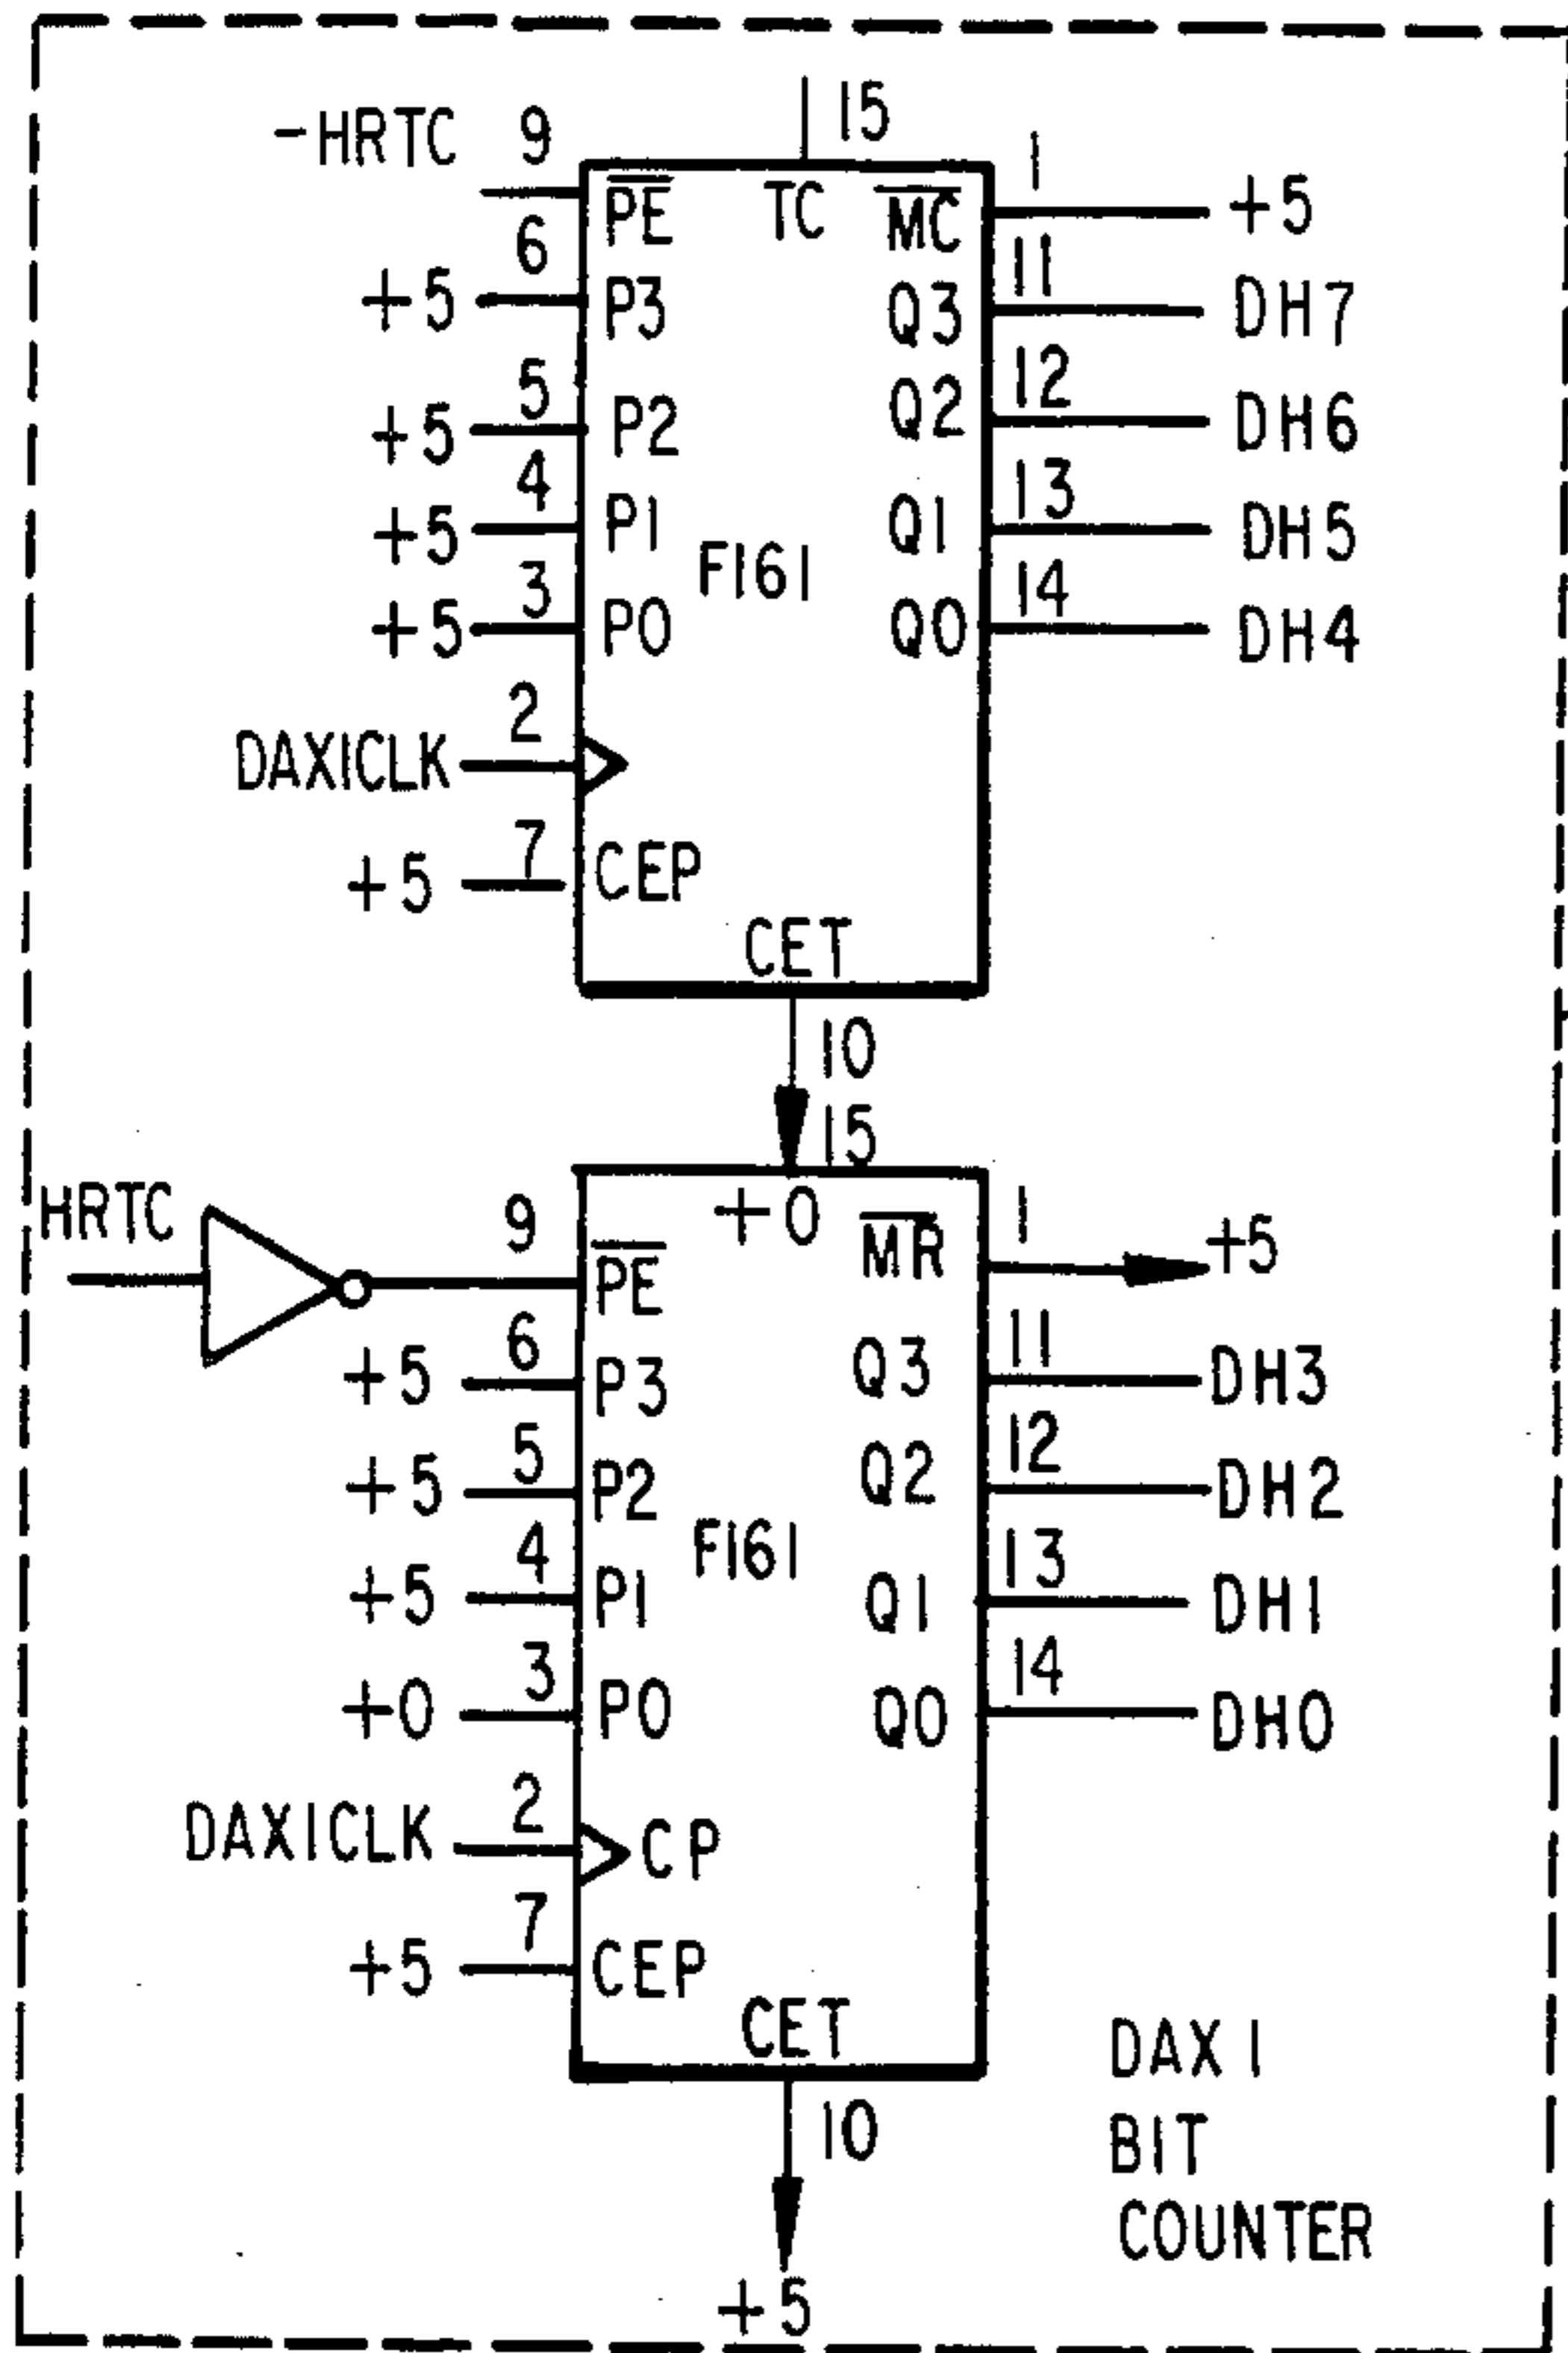 15
-HRTC 9 PE TC MC 1 +5
+5 6 P3 Q3 11 DH7
+5 5 P2 Q2 12 DH6
+5 4 P1 Q1 13 DH5
F161
+5 3 P0 Q0 14 DH4
DAX1CLK 2
+5 7 CEP
CET
10
15
HRTC 9 PE +0 MR 1 +5
+5 6 P3 Q3 11 DH3
+5 5 P2 Q2 12 DH2
F161
+5 4 P1 Q1 13 DH1
+0 3 P0 Q0 14 DH0
DAX1CLK 2 CP
+5 7 CEP
CET
10
+5
DAX1
BIT
COUNTER